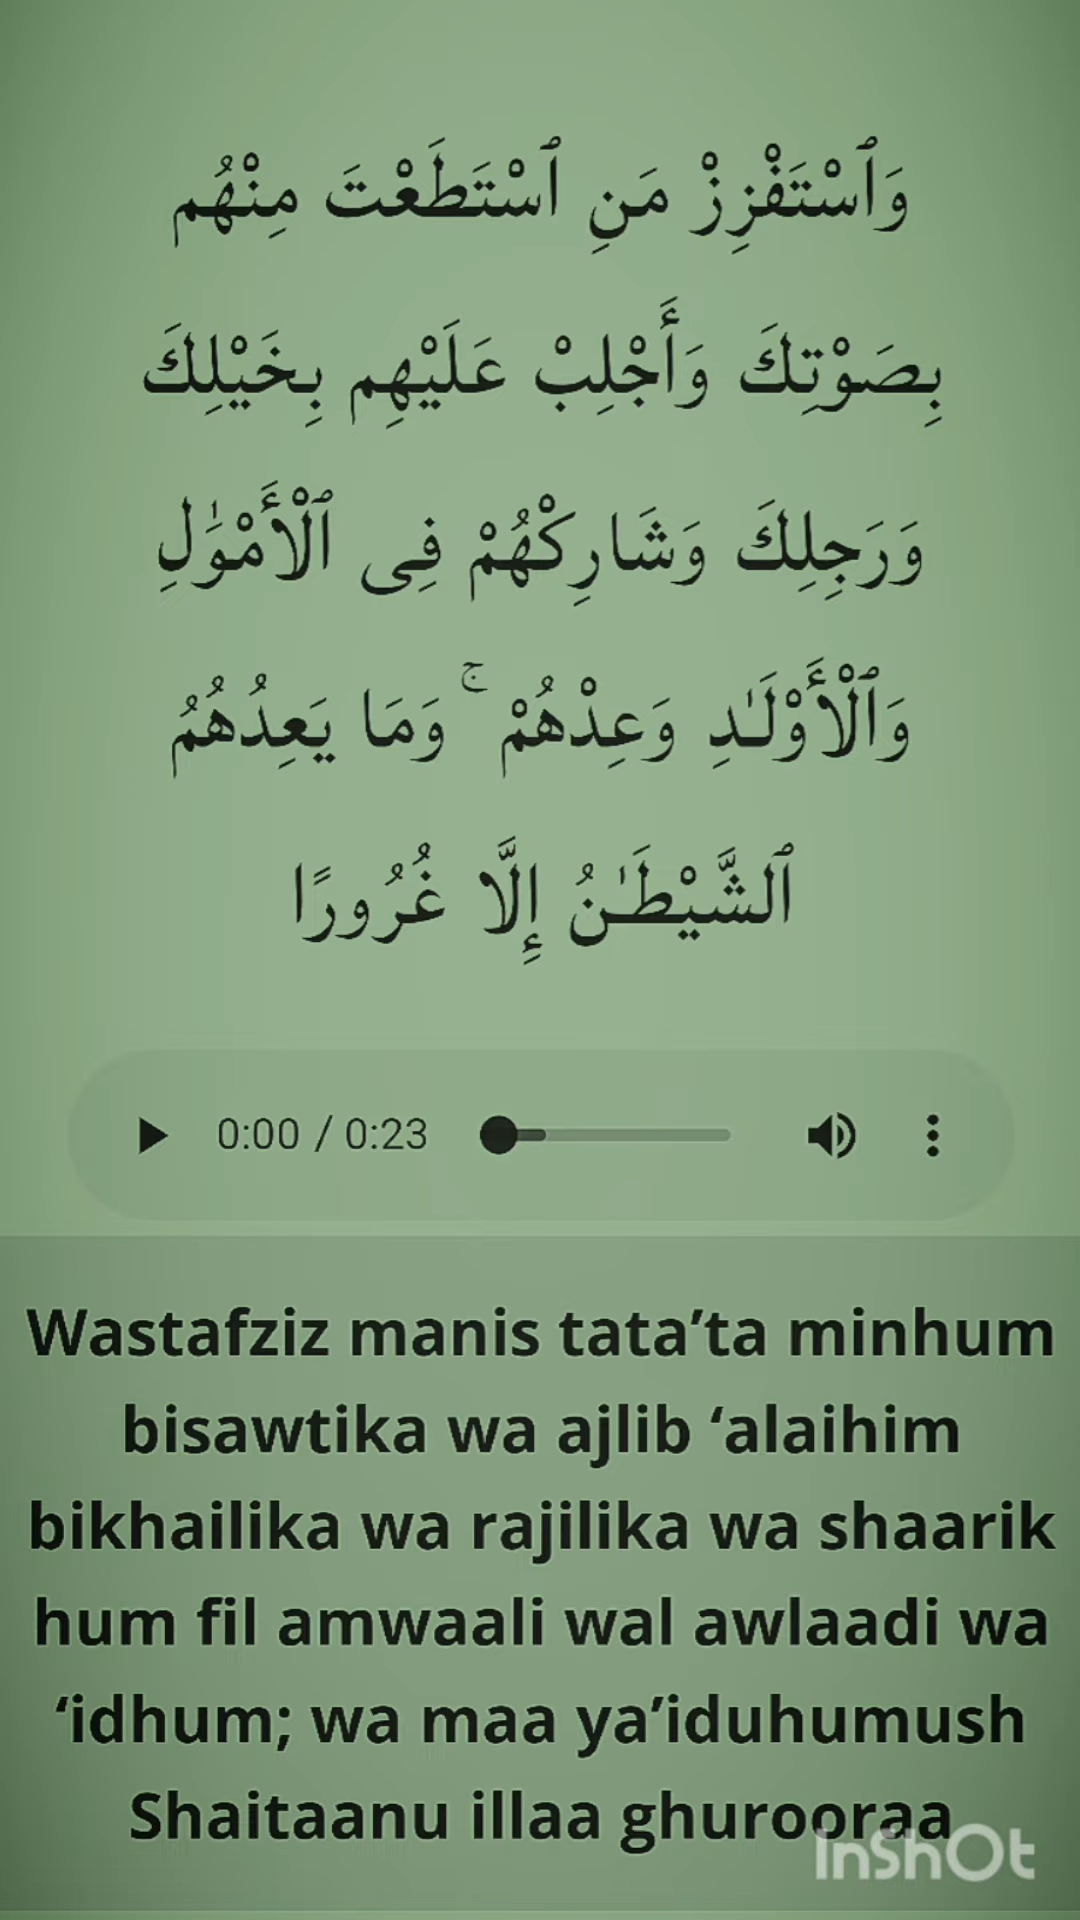 وَٱسْتَفْزِزْ مَنِ ٱسْتَطَعْتَ مِنْهُم
بِصَوْتِكَ وَأَجْلِبْ عَلَيْهِم بِخَيْلِكَ
وَرَجِلِكَ وَشَارِكْهُمْ فِى ٱلْأَمْوَٰلِ
وَٱلْأَوْلَـٰدِ وَعِدْهُمْ ۚ وَمَا يَعِدُهُمُ
ٱلشَّيْطَـٰنُ إِلَّا غُرُورًا
0:00 / 0:23
Wastafziz manis tata’ta minhum
bisawtika wa ajlib ‘alaihim
bikhailika wa rajilika wa shaarik
hum fil amwaali wal awlaadi wa
‘idhum; wa maa ya’iduhumush
Shaitaanu illaa ghurooraa
InShOt